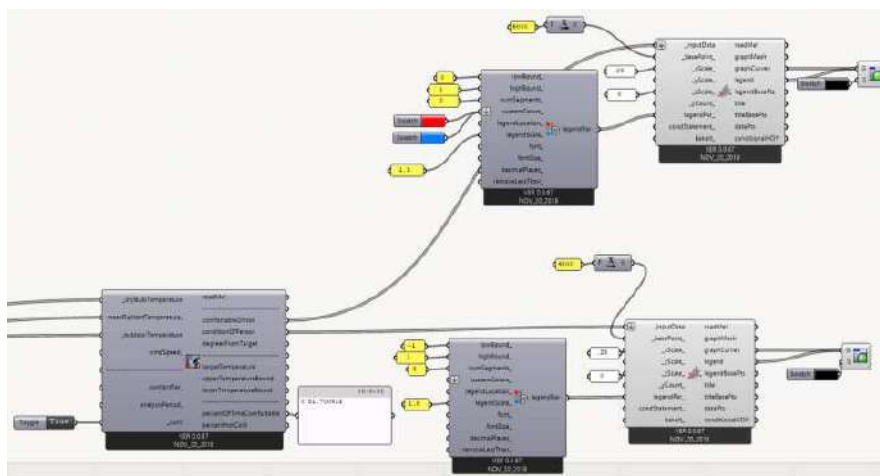 _inputData
readMe!
_basePoint_
graphMesh
_xScale_
graphCurves
_yScale_
legend
_zScale_
legendBasePts
_yCount_
title
legendPar_
titleBasePts
condStatement_
dataPts
bakeIt_
conditionalHOY
VER 0.0.67
NOV_20_2018
lowBound_
highBound_
numSegments_
customColors_
legendLocation_
legendScale_
font_
fontSize_
decimalPlaces_
removeLessThan_
legendPar
VER 0.0.67
NOV_20_2018
Swatch
Swatch
Swatch
_dryBulbTemperature
readMe!
meanRadiantTemperature_
comfortableOrNot
conditionOfPerson
_outdoorTemperature
degreeFromTarget
windSpeed_
targetTemperature
upperTemperatureBound
comfortPar_
lowerTemperatureBound
analysisPeriod_
percentOfTimeComfortable
_runIt
percentHotCold
VER 0.0.67
NOV_20_2018
Toggle
True
lowBound_
highBound_
numSegments_
customColors_
legendLocation_
legendScale_
font_
fontSize_
decimalPlaces_
removeLessThan_
legendPar
VER 0.0.67
NOV_20_2018
_inputData
readMe!
_basePoint_
graphMesh
_xScale_
graphCurves
_yScale_
legend
_zScale_
legendBasePts
_yCount_
title
legendPar_
titleBasePts
condStatement_
dataPts
bakeIt_
conditionalHOY
VER 0.0.67
NOV_20_2018
Swatch